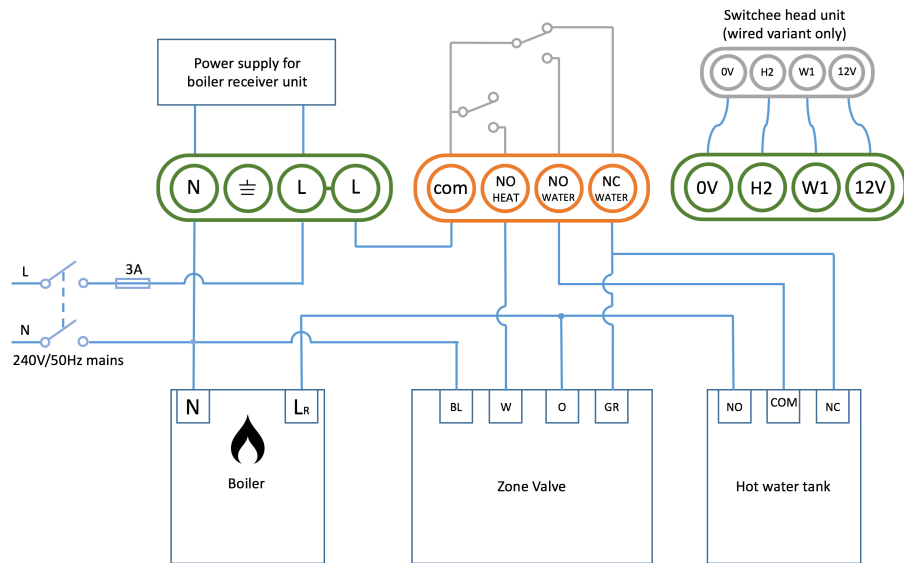 Switchee head unit
(wired variant only)
Power supply for
boiler receiver unit
0V
H2
W1
12V
N
L
L
com
NO
HEAT
NO
WATER
NC
WATER
0V
H2
W1
12V
L
3A
N
240V/50Hz mains
N
LR
BL
W
O
GR
NO
COM
NC
Boiler
Zone Valve
Hot water tank